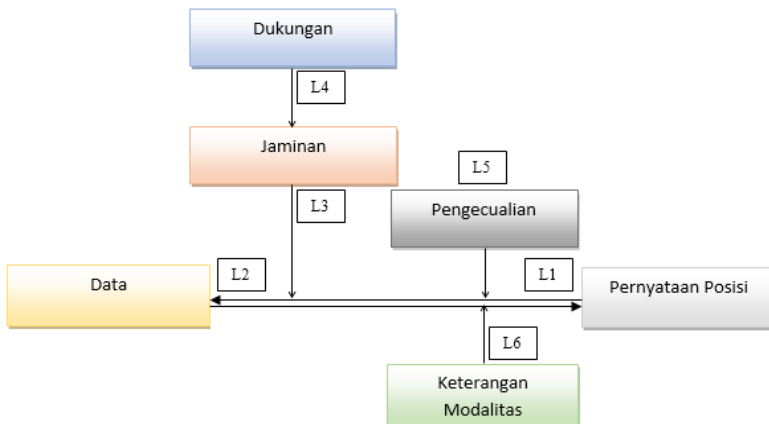 Dukungan
L4
Jaminan
L5
L3
Pengecualian
L2
L1
Data
Pernyataan Posisi
L6
Keterangan
Modalitas